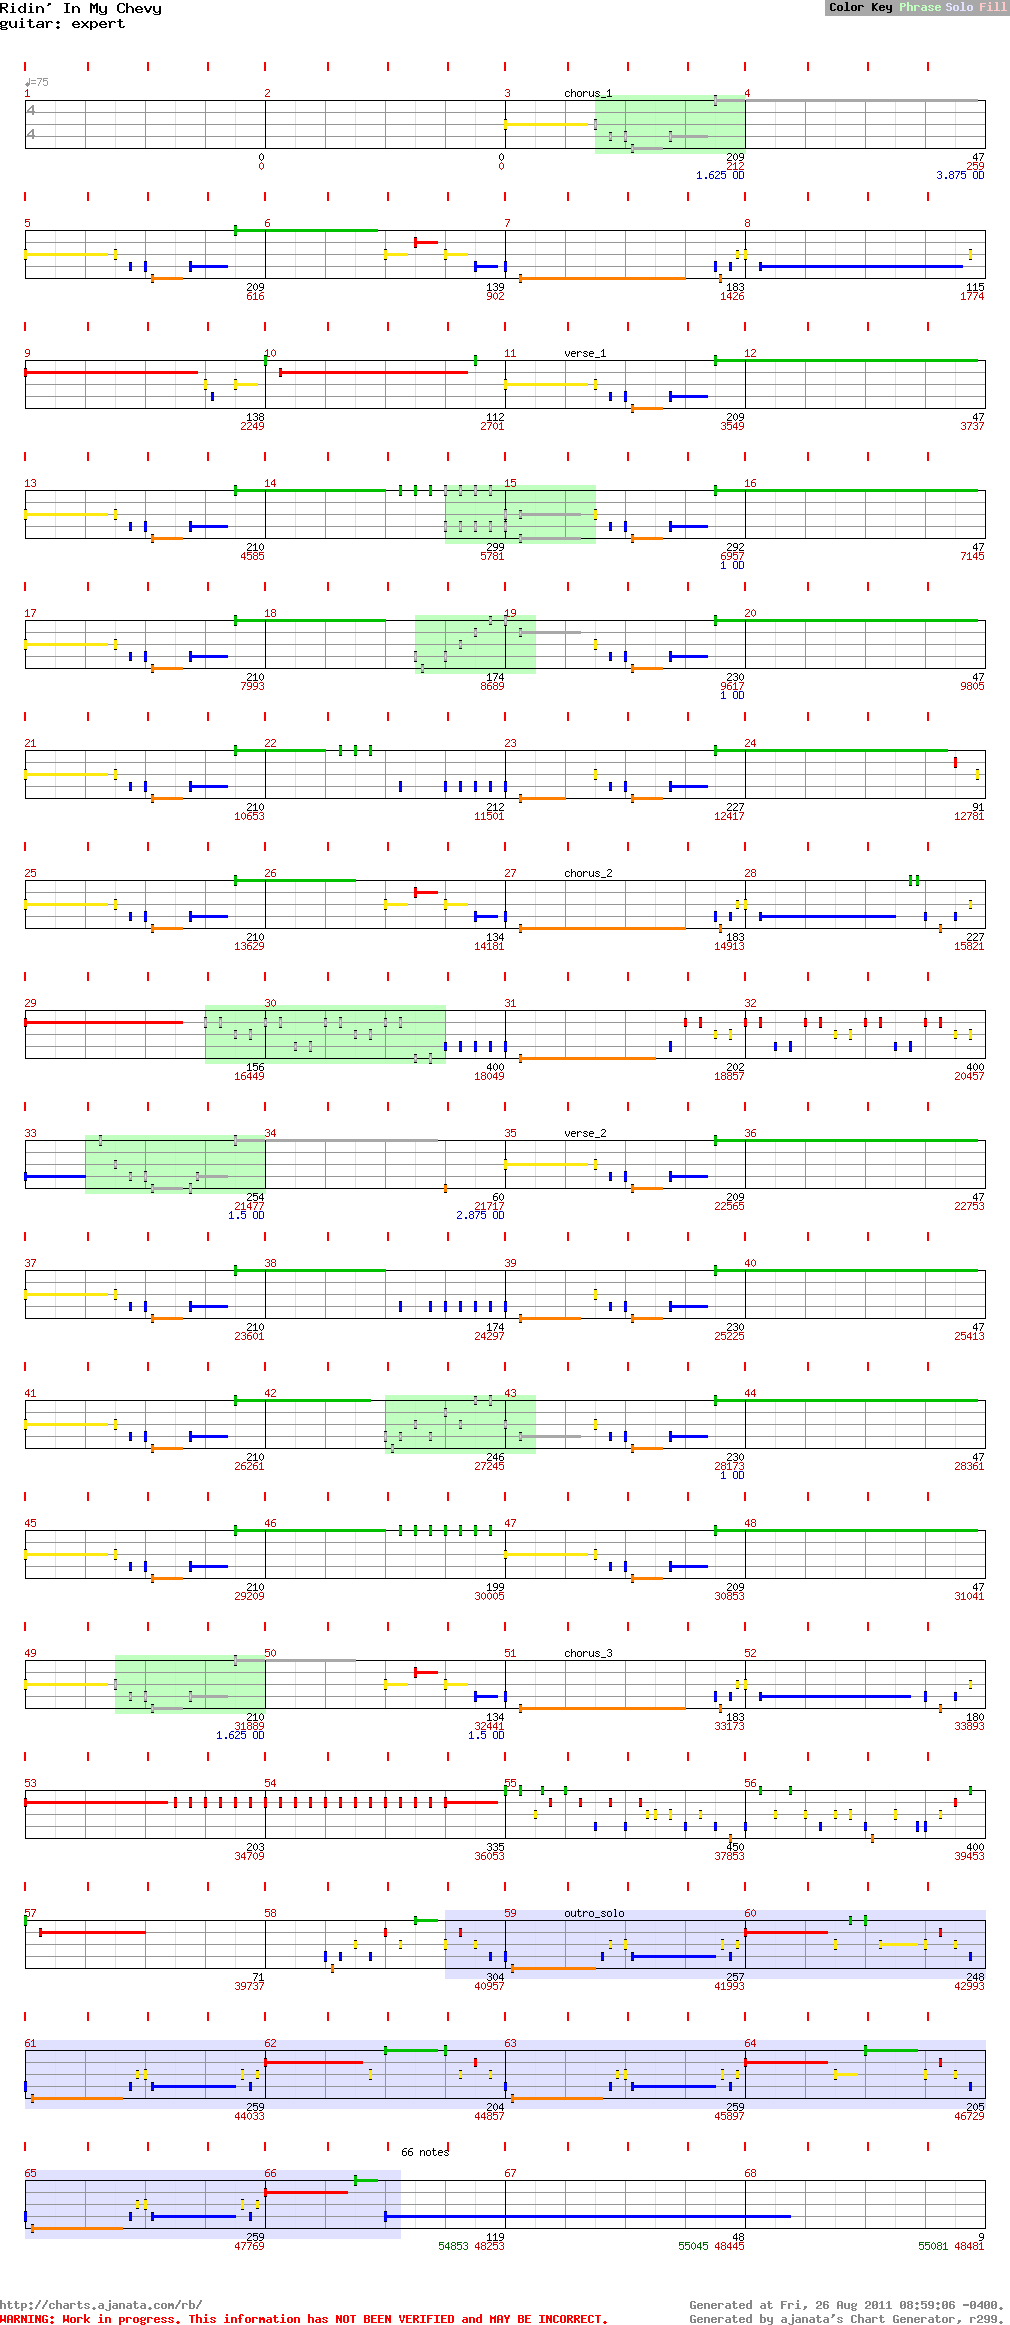 Ridin' In My Chevy
guitar: expert
Color Key Phrase Solo Fill
♩=75
1 2 3 chorus_1 4
4
4
0 0 209 47
0 0 212 259
1.625 OD 3.875 OD
5 6 7 8
209 139 183 115
616 902 1426 1774
9 10 11 verse_1 12
138 112 209 47
2249 2701 3549 3737
13 14 15 16
210 299 292 47
4585 5781 6957 7145
1 OD
17 18 19 20
210 174 230 47
7993 8689 9617 9805
1 OD
21 22 23 24
210 212 227 91
10653 11501 12417 12781
25 26 27 chorus_2 28
210 134 183 227
13629 14181 14913 15821
29 30 31 32
156 400 202 400
16449 18049 18857 20457
33 34 35 verse_2 36
254 60 209 47
21477 21717 22565 22753
1.5 OD 2.875 OD
37 38 39 40
210 174 230 47
23601 24297 25225 25413
41 42 43 44
210 246 230 47
26261 27245 28173 28361
1 OD
45 46 47 48
210 199 209 47
29209 30005 30853 31041
49 50 51 chorus_3 52
210 134 183 180
31889 32441 33173 33893
1.625 OD 1.5 OD
53 54 55 56
203 335 450 400
34709 36053 37853 39453
57 58 59 outro_solo 60
71 304 257 248
39737 40957 41993 42993
61 62 63 64
259 204 259 205
44033 44857 45897 46729
66 notes
65 66 67 68
259 119 48 9
47769 54853 48253 55045 48445 55081 48481
http://charts.ajanata.com/rb/ Generated at Fri, 26 Aug 2011 08:59:06 -0400.
WARNING: Work in progress. This information has NOT BEEN VERIFIED and MAY BE INCORRECT. Generated by ajanata's Chart Generator, r299.